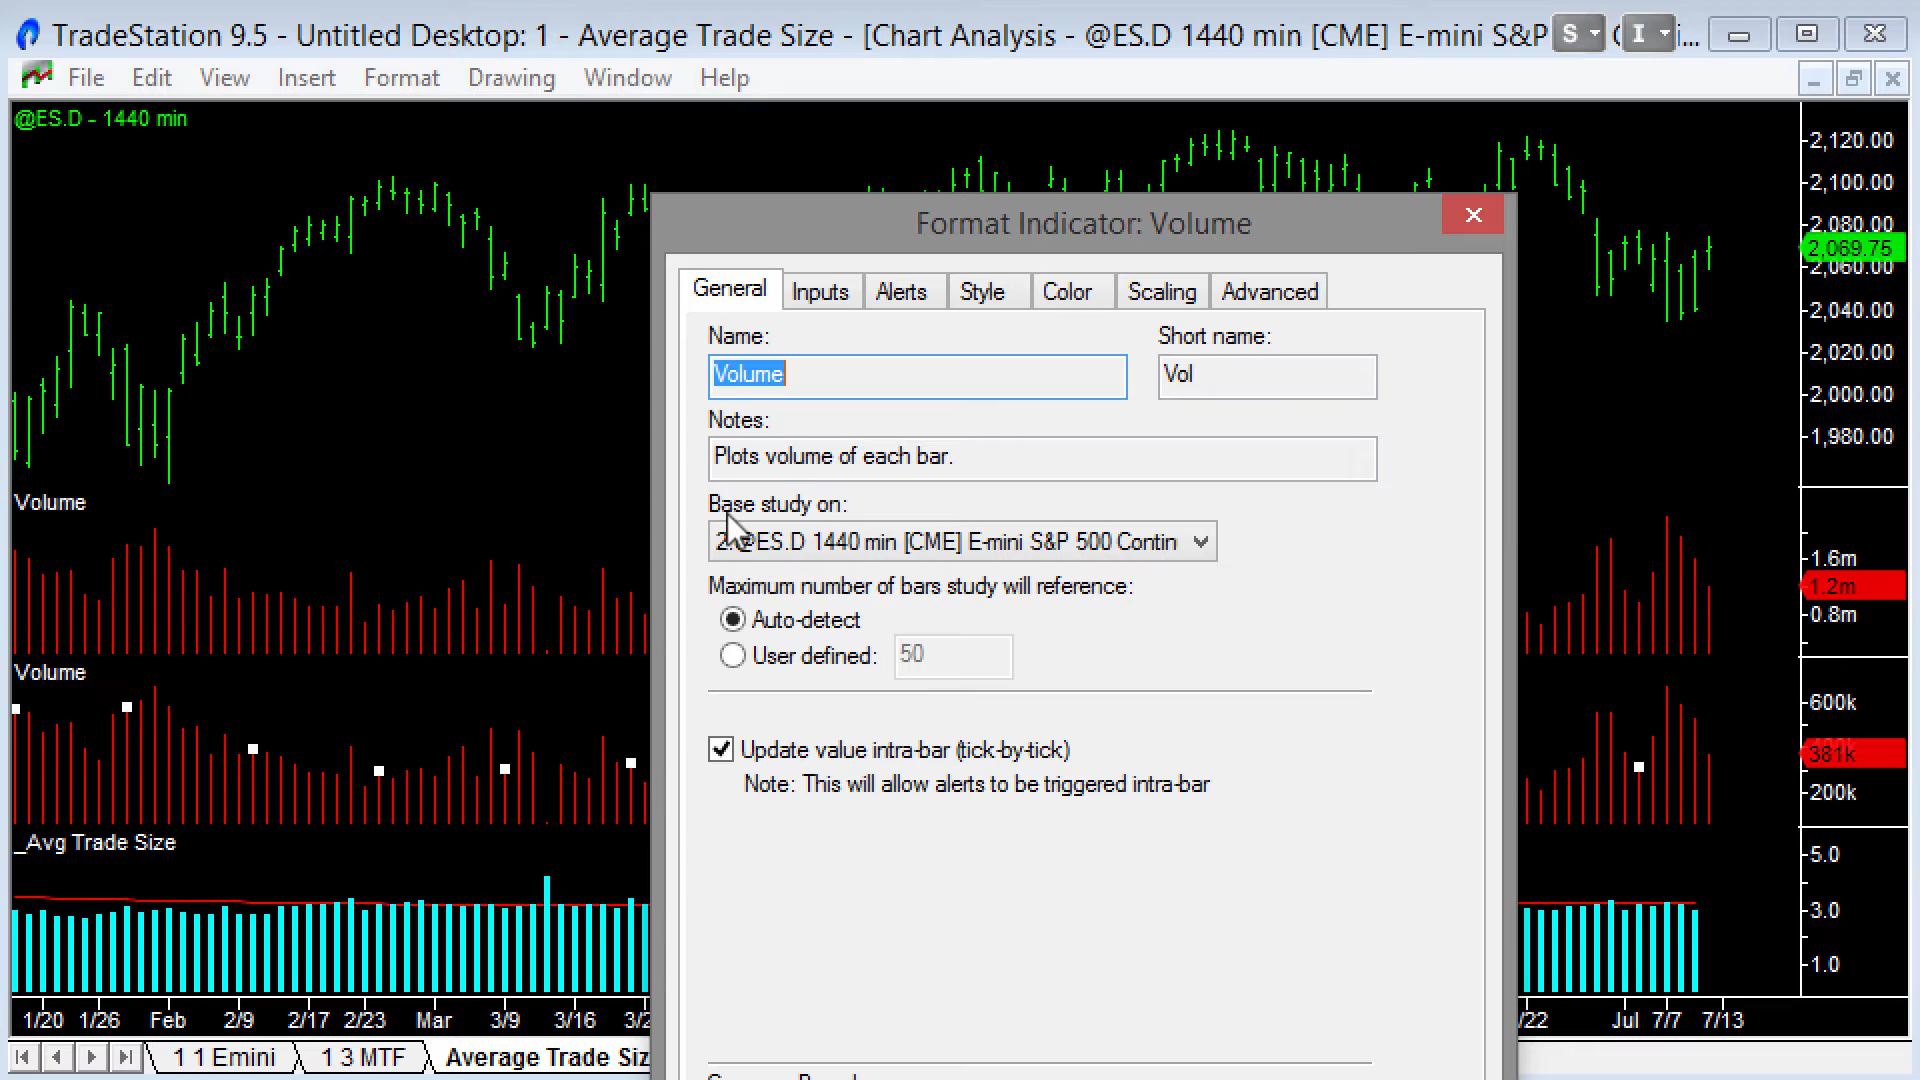 TradeStation 9.5 - Untitled Desktop: 1 - Average Trade Size - [Chart Analysis - @ES.D 1440 min [CME] E-mini S&P
S I ...
File Edit View Insert Format Drawing Window Help
@ES.D - 1440 min
2,120.00
2,100.00
2,080.00
2,069.75
2,060.00
2,040.00
2,020.00
2,000.00
1,980.00
Format Indicator: Volume
General Inputs Alerts Style Color Scaling Advanced
Name: Short name:
Volume Vol
Notes:
Plots volume of each bar.
Base study on:
2: @ES.D 1440 min [CME] E-mini S&P 500 Contin
Maximum number of bars study will reference:
Auto-detect
User defined: 50
Update value intra-bar (tick-by-tick)
Note: This will allow alerts to be triggered intra-bar
Volume
1.6m
1.2m
0.8m
Volume
600k
381k
200k
_Avg Trade Size
5.0
3.0
1.0
1/20 1/26 Feb 2/9 2/17 2/23 Mar 3/9 3/16 3/2 /22 Jul 7/7 7/13
1 1 Emini 1 3 MTF Average Trade Siz